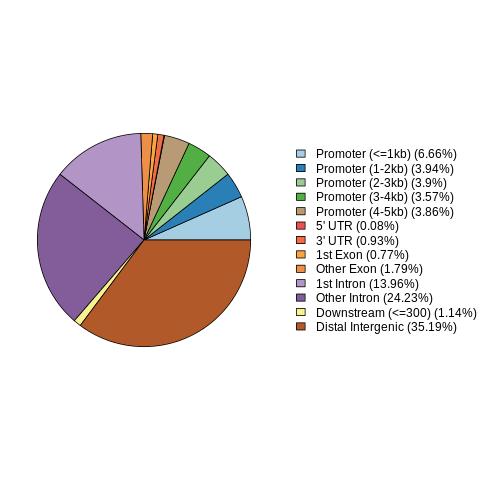 Promoter (<=1kb) (6.66%)
Promoter (1-2kb) (3.94%)
Promoter (2-3kb) (3.9%)
Promoter (3-4kb) (3.57%)
Promoter (4-5kb) (3.86%)
5' UTR (0.08%)
3' UTR (0.93%)
1st Exon (0.77%)
Other Exon (1.79%)
1st Intron (13.96%)
Other Intron (24.23%)
Downstream (<=300) (1.14%)
Distal Intergenic (35.19%)